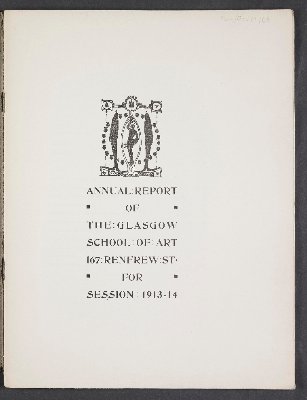 ANNUAL:REPORT
OF
THE:GLASGOW
SCHOOL:OF:ART
167:RENFREW:ST·
FOR
SESSION:1913-14